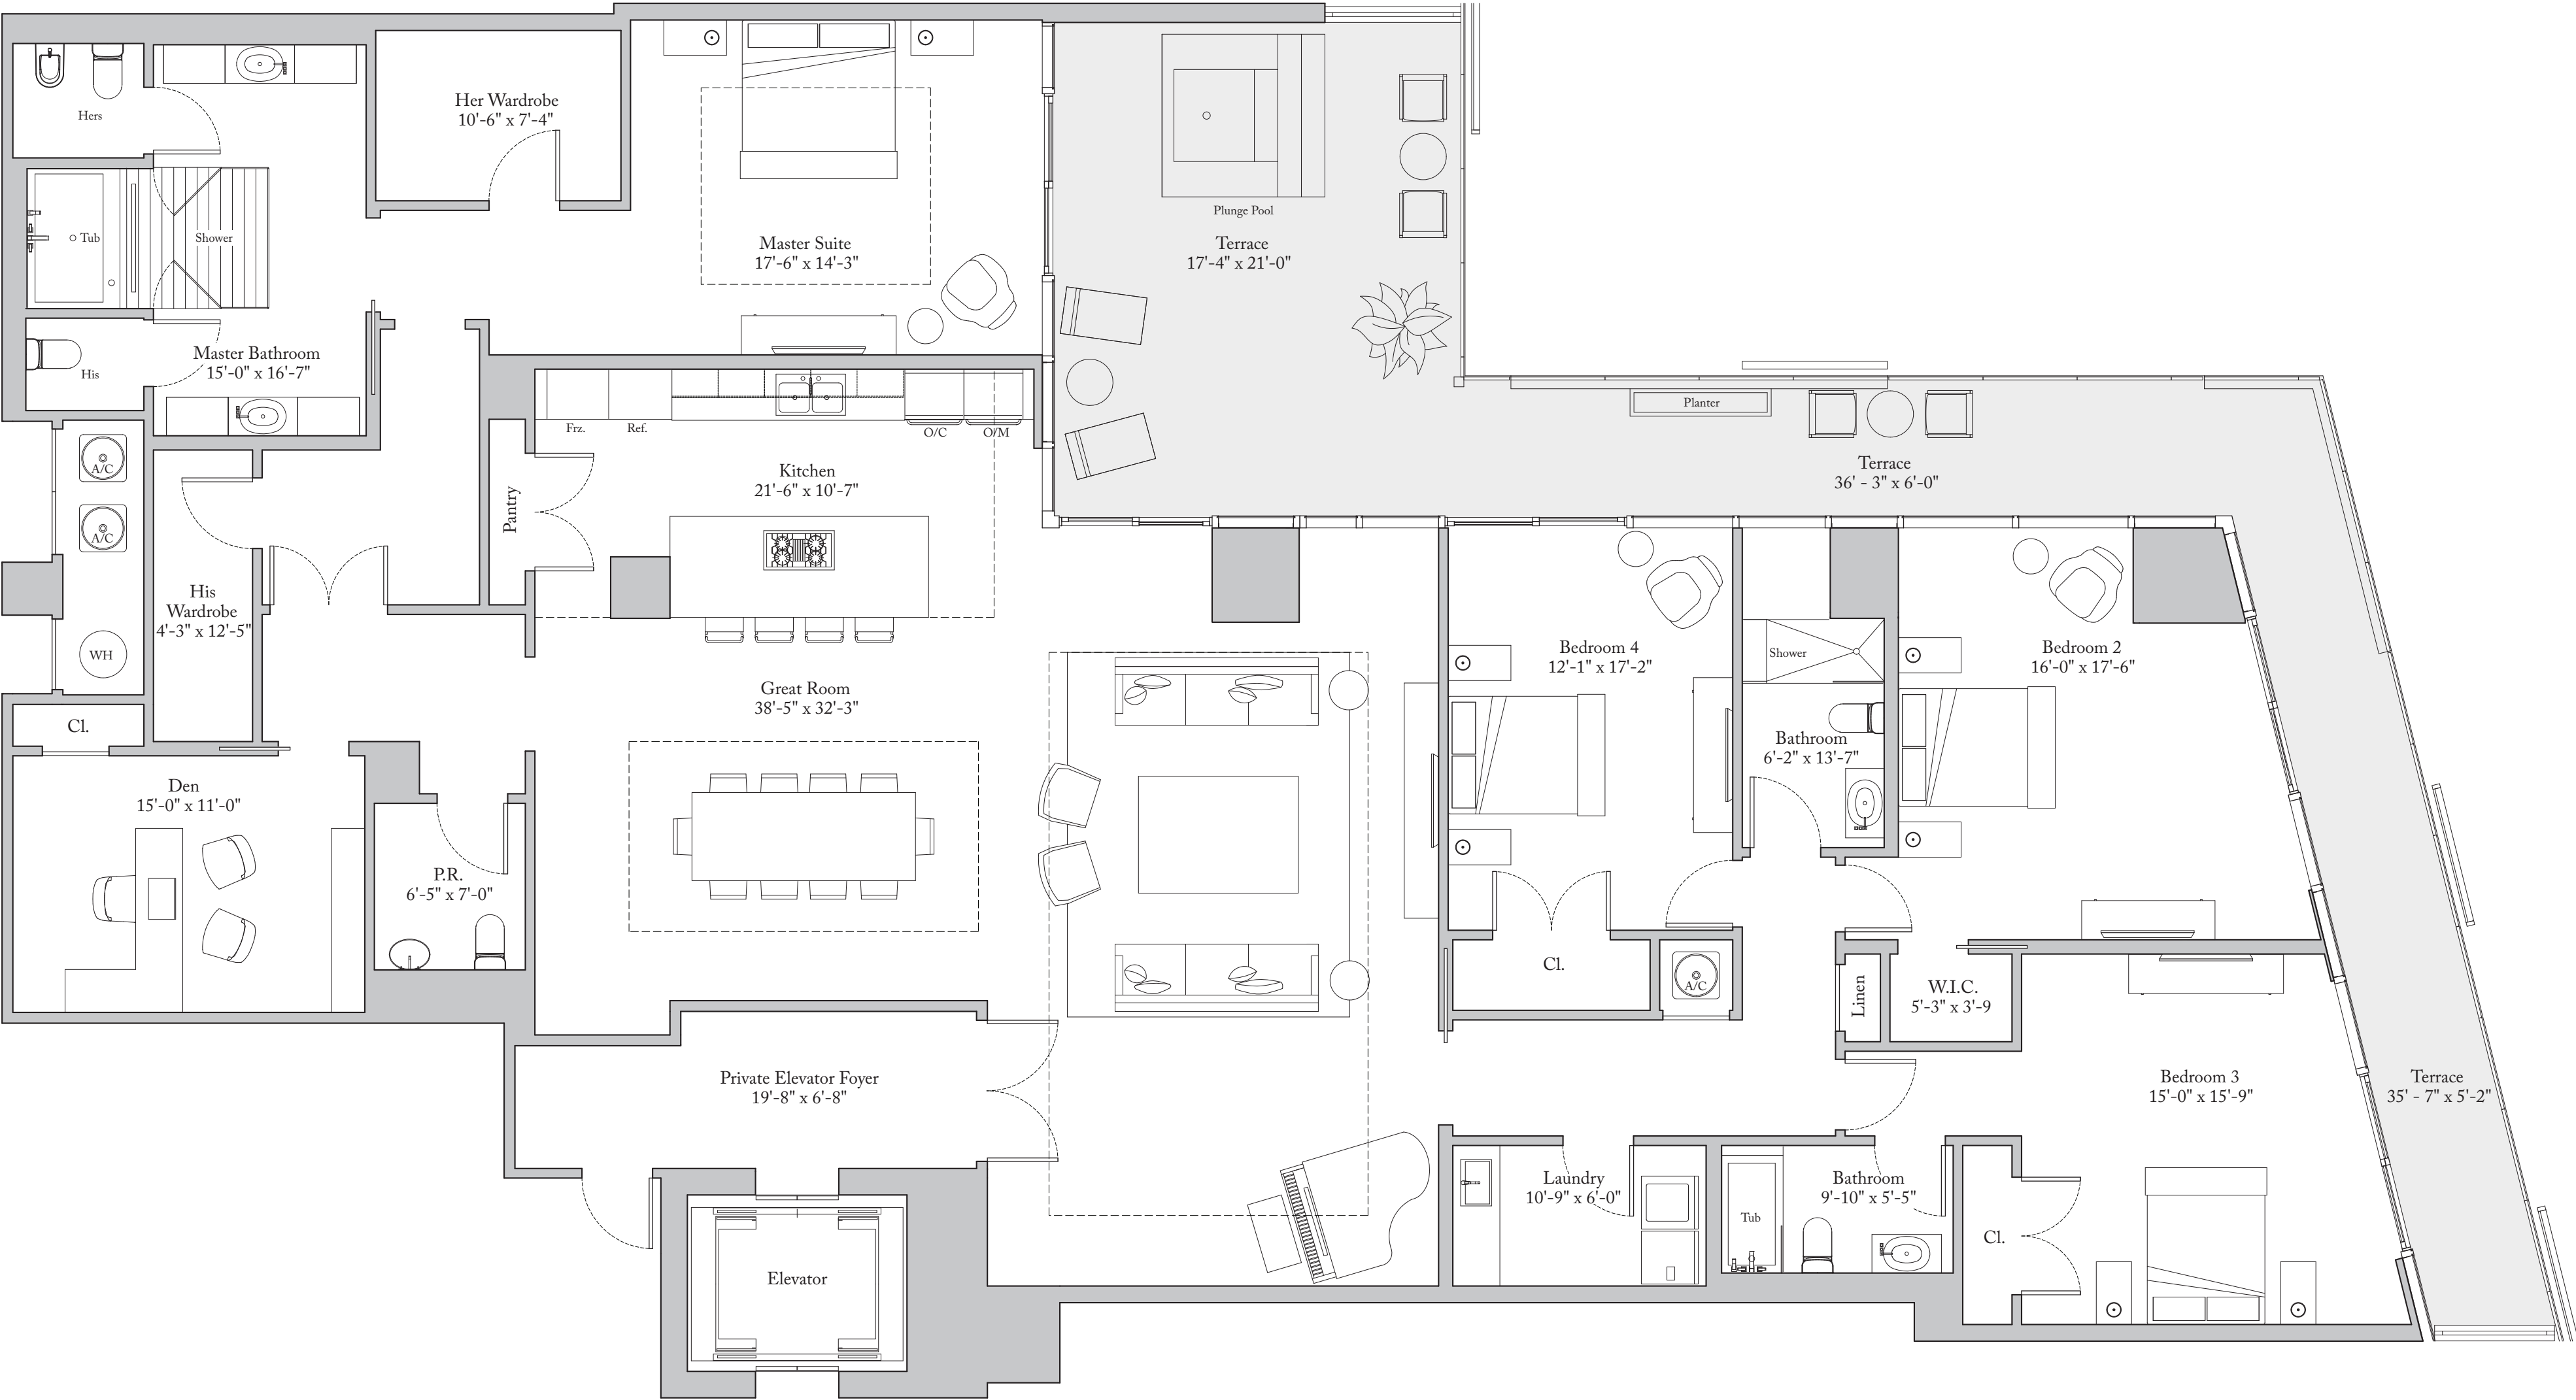 Hers
Her Wardrobe
10'-6" x 7'-4"
Plunge Pool
Tub
Shower
Master Suite
17'-6" x 14'-3"
Terrace
17'-4" x 21'-0"
Master Bathroom
15'-0" x 16'-7"
His
Planter
Frz.
Ref.
O/C
O/M
A/C
Kitchen
21'-6" x 10'-7"
Terrace
36' - 3" x 6'-0"
Pantry
A/C
His
Wardrobe
4'-3" x 12'-5"
WH
Bedroom 4
12'-1" x 17'-2"
Shower
Bedroom 2
16'-0" x 17'-6"
Great Room
38'-5" x 32'-3"
Cl.
Bathroom
6'-2" x 13'-7"
Den
15'-0" x 11'-0"
P.R.
6'-5" x 7'-0"
Cl.
A/C
Linen
W.I.C.
5'-3" x 3'-9
Private Elevator Foyer
19'-8" x 6'-8"
Bedroom 3
15'-0" x 15'-9"
Terrace
35' - 7" x 5'-2"
Laundry
10'-9" x 6'-0"
Bathroom
9'-10" x 5'-5"
Tub
Cl.
Elevator